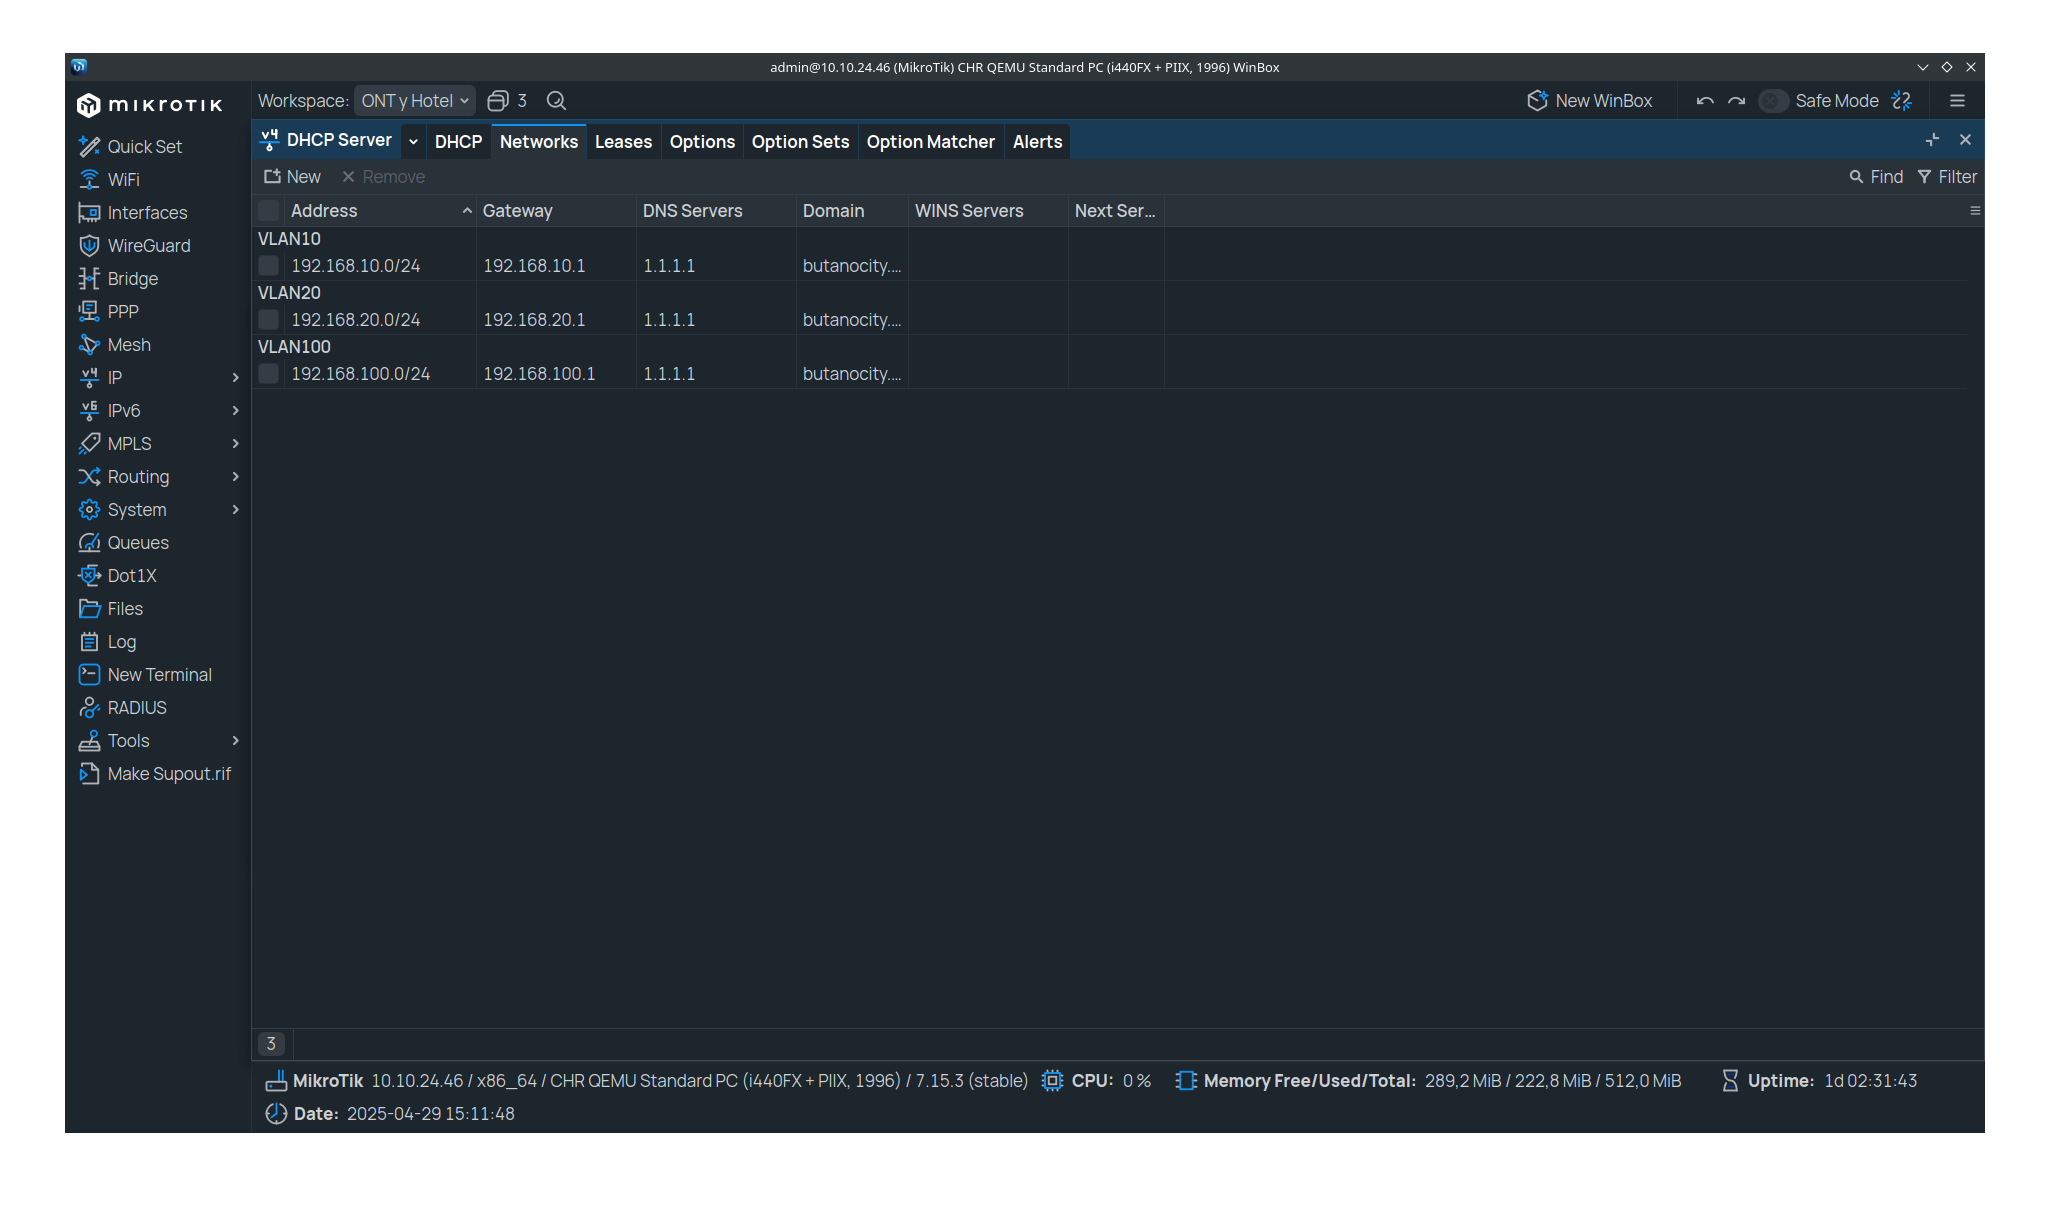 admin@10.10.24.46 (MikroTik) CHR QEMU Standard PC (i440FX + PIIX, 1996) WinBox
MIKROTIK
Workspace: ONT y Hotel 3 New WinBox Safe Mode
DHCP Server DHCP Networks Leases Options Option Sets Option Matcher Alerts
New Remove Find Filter
Address Gateway DNS Servers Domain WINS Servers Next Ser...
VLAN10
192.168.10.0/24 192.168.10.1 1.1.1.1 butanocity....
VLAN20
192.168.20.0/24 192.168.20.1 1.1.1.1 butanocity....
VLAN100
192.168.100.0/24 192.168.100.1 1.1.1.1 butanocity....
Quick Set
WiFi
Interfaces
WireGuard
Bridge
PPP
Mesh
IP
IPv6
MPLS
Routing
System
Queues
Dot1X
Files
Log
New Terminal
RADIUS
Tools
Make Supout.rif
3
MikroTik 10.10.24.46 / x86_64 / CHR QEMU Standard PC (i440FX + PIIX, 1996) / 7.15.3 (stable) CPU: 0 % Memory Free/Used/Total: 289,2 MiB / 222,8 MiB / 512,0 MiB Uptime: 1d 02:31:43
Date: 2025-04-29 15:11:48